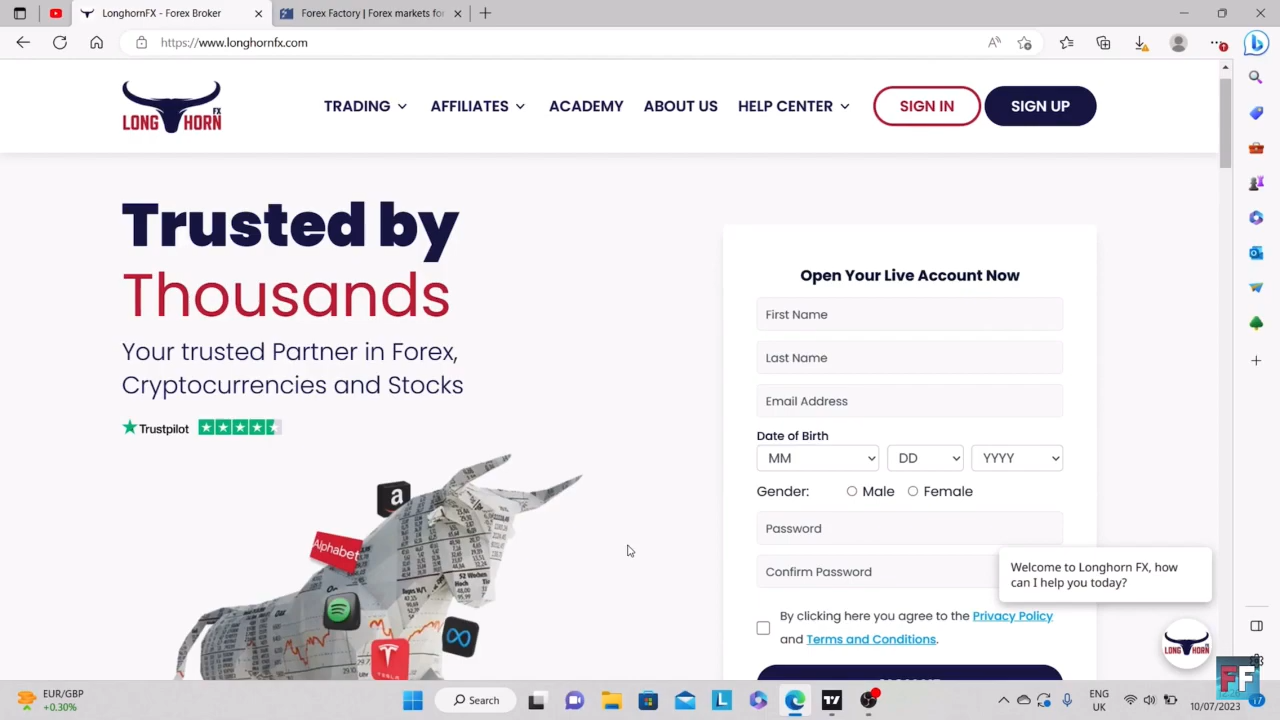 LonghornFX - Forex Broker
Forex Factory | Forex markets for
https://www.longhornfx.com
LONG HORN FX
TRADING
AFFILIATES
ACADEMY
ABOUT US
HELP CENTER
SIGN IN
SIGN UP
Trusted by
Thousands
Your trusted Partner in Forex,
Cryptocurrencies and Stocks
Trustpilot
a
Alphabet
TESLA
Open Your Live Account Now
First Name
Last Name
Email Address
Date of Birth
MM
DD
YYYY
Gender:
Male
Female
Password
Confirm Password
By clicking here you agree to the Privacy Policy
and Terms and Conditions.
Welcome to Longhorn FX, how
can I help you today?
LONG HORN
EUR/GBP
+0.30%
Search
ENG
UK
10/07/2023
FF